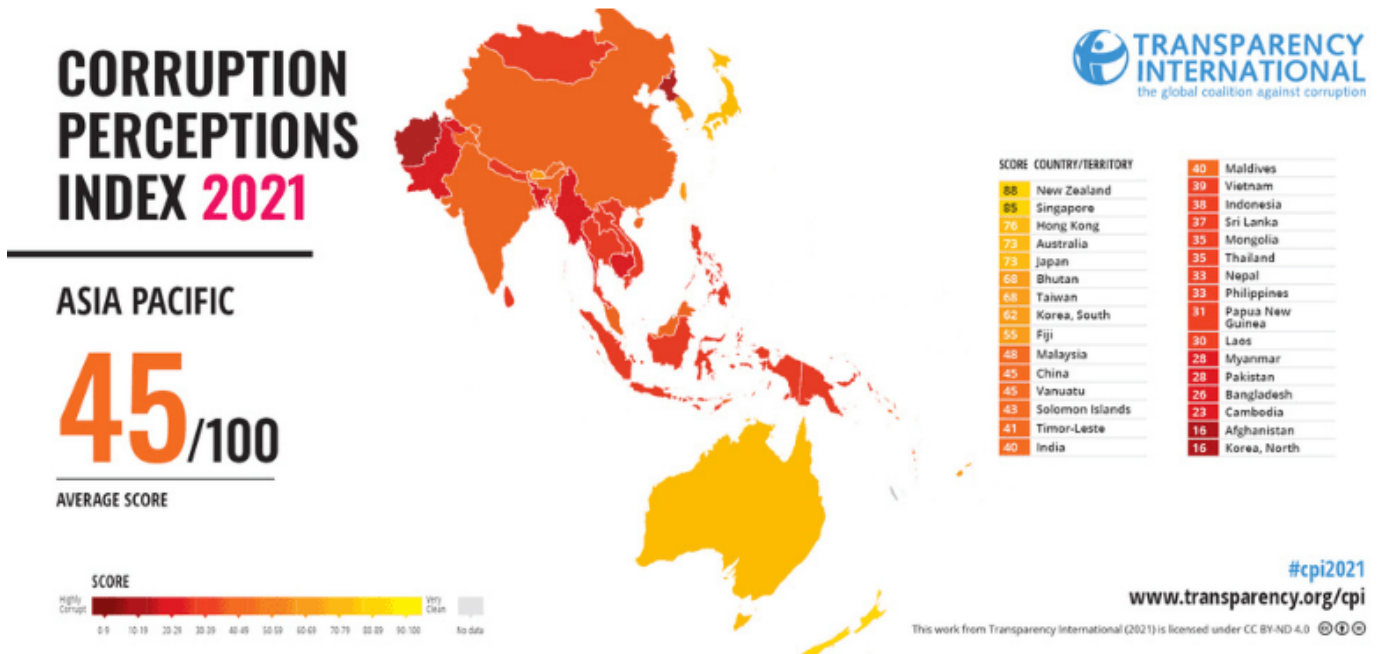 CORRUPTION
PERCEPTIONS
INDEX 2021
ASIA PACIFIC
45/100
AVERAGE SCORE
SCORE
Highly
Corrupt
Very
Clean
0-9 10-19 20-29 30-39 40-49 50-59 60-69 70-79 80-89 90-100 No data
TRANSPARENCY
INTERNATIONAL
the global coalition against corruption
SCORE COUNTRY/TERRITORY
88 New Zealand
85 Singapore
76 Hong Kong
73 Australia
73 Japan
68 Bhutan
68 Taiwan
62 Korea, South
55 Fiji
48 Malaysia
45 China
45 Vanuatu
43 Solomon Islands
41 Timor-Leste
40 India
40 Maldives
39 Vietnam
38 Indonesia
37 Sri Lanka
35 Mongolia
35 Thailand
33 Nepal
33 Philippines
31 Papua New
Guinea
30 Laos
28 Myanmar
28 Pakistan
26 Bangladesh
23 Cambodia
16 Afghanistan
16 Korea, North
#cpi2021
www.transparency.org/cpi
This work from Transparency International (2021) is licensed under CC BY-ND 4.0